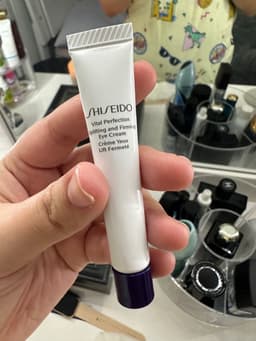 SHISEIDO
Vital Perfection
Uplifting and Firming
Eye Cream
Crème Yeux
Lift Fermeté